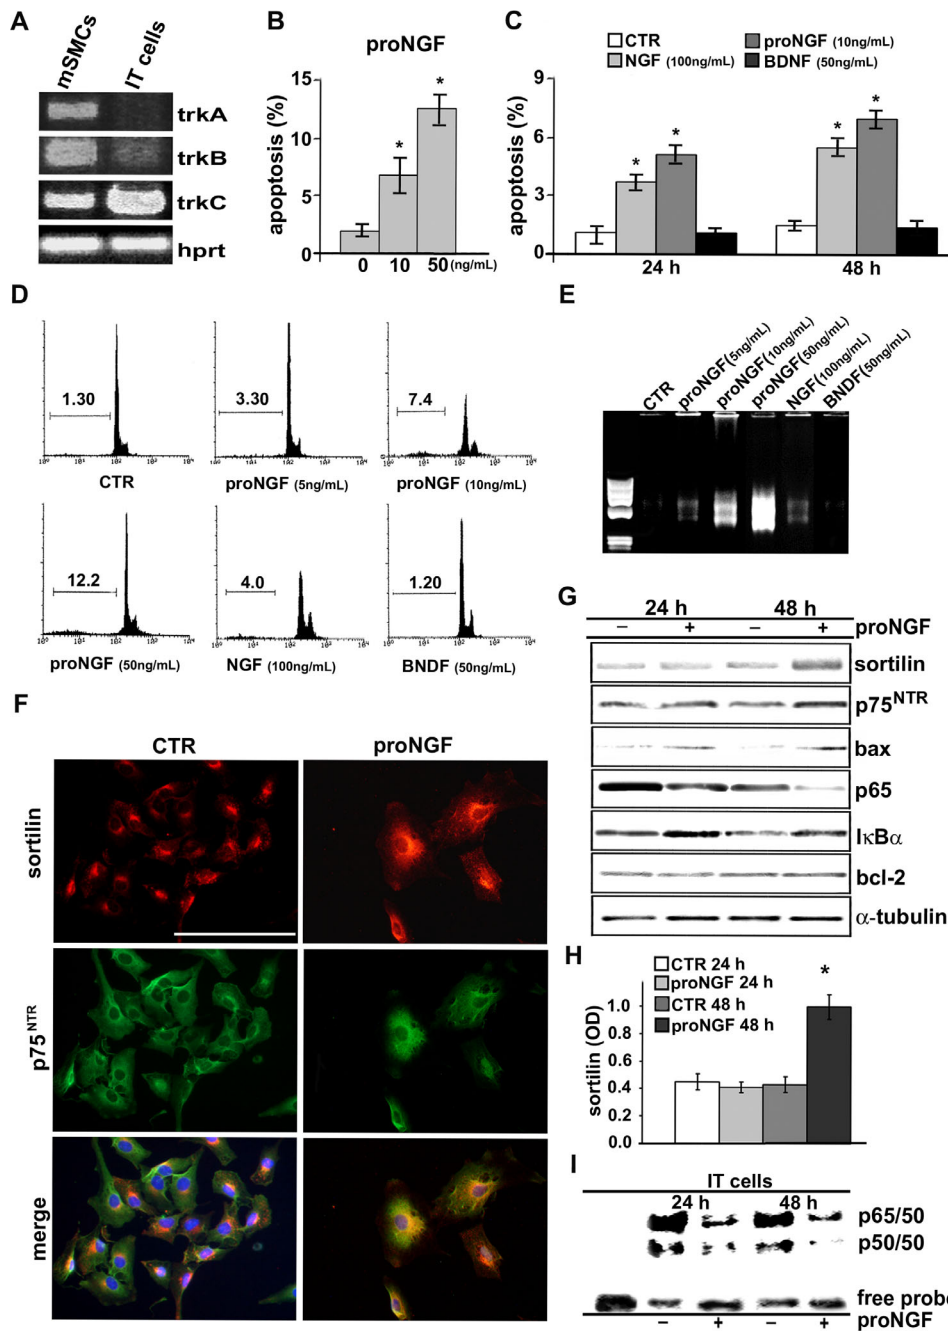 A
mSMCs
IT cells
trkA
trkB
trkC
hprt
B
proNGF
apoptosis (%)
15
10
5
0
0 10 50 (ng/mL)
C
CTR
NGF (100ng/mL)
proNGF (10ng/mL)
BDNF (50ng/mL)
apoptosis (%)
9
6
3
0
* * * * * *
24 h 48 h
D
1.30
CTR
3.30
proNGF (5ng/mL)
7.4
proNGF (10ng/mL)
12.2
proNGF (50ng/mL)
4.0
NGF (100ng/mL)
1.20
BNDF (50ng/mL)
E
CTR
proNGF(5ng/mL)
proNGF(10ng/mL)
proNGF(50ng/mL)
NGF(100ng/mL)
BNDF(50ng/mL)
F
CTR proNGF
sortilin
p75 NTR
merge
G
24 h 48 h
– + – + proNGF
sortilin
p75NTR
bax
p65
IκBα
bcl-2
α-tubulin
H
CTR 24 h
proNGF 24 h
CTR 48 h
proNGF 48 h
*
sortilin (OD)
1.0
0.8
0.6
0.4
0.2
0.0
I
IT cells
24 h 48 h
p65/50
p50/50
free probe
– + – + proNGF